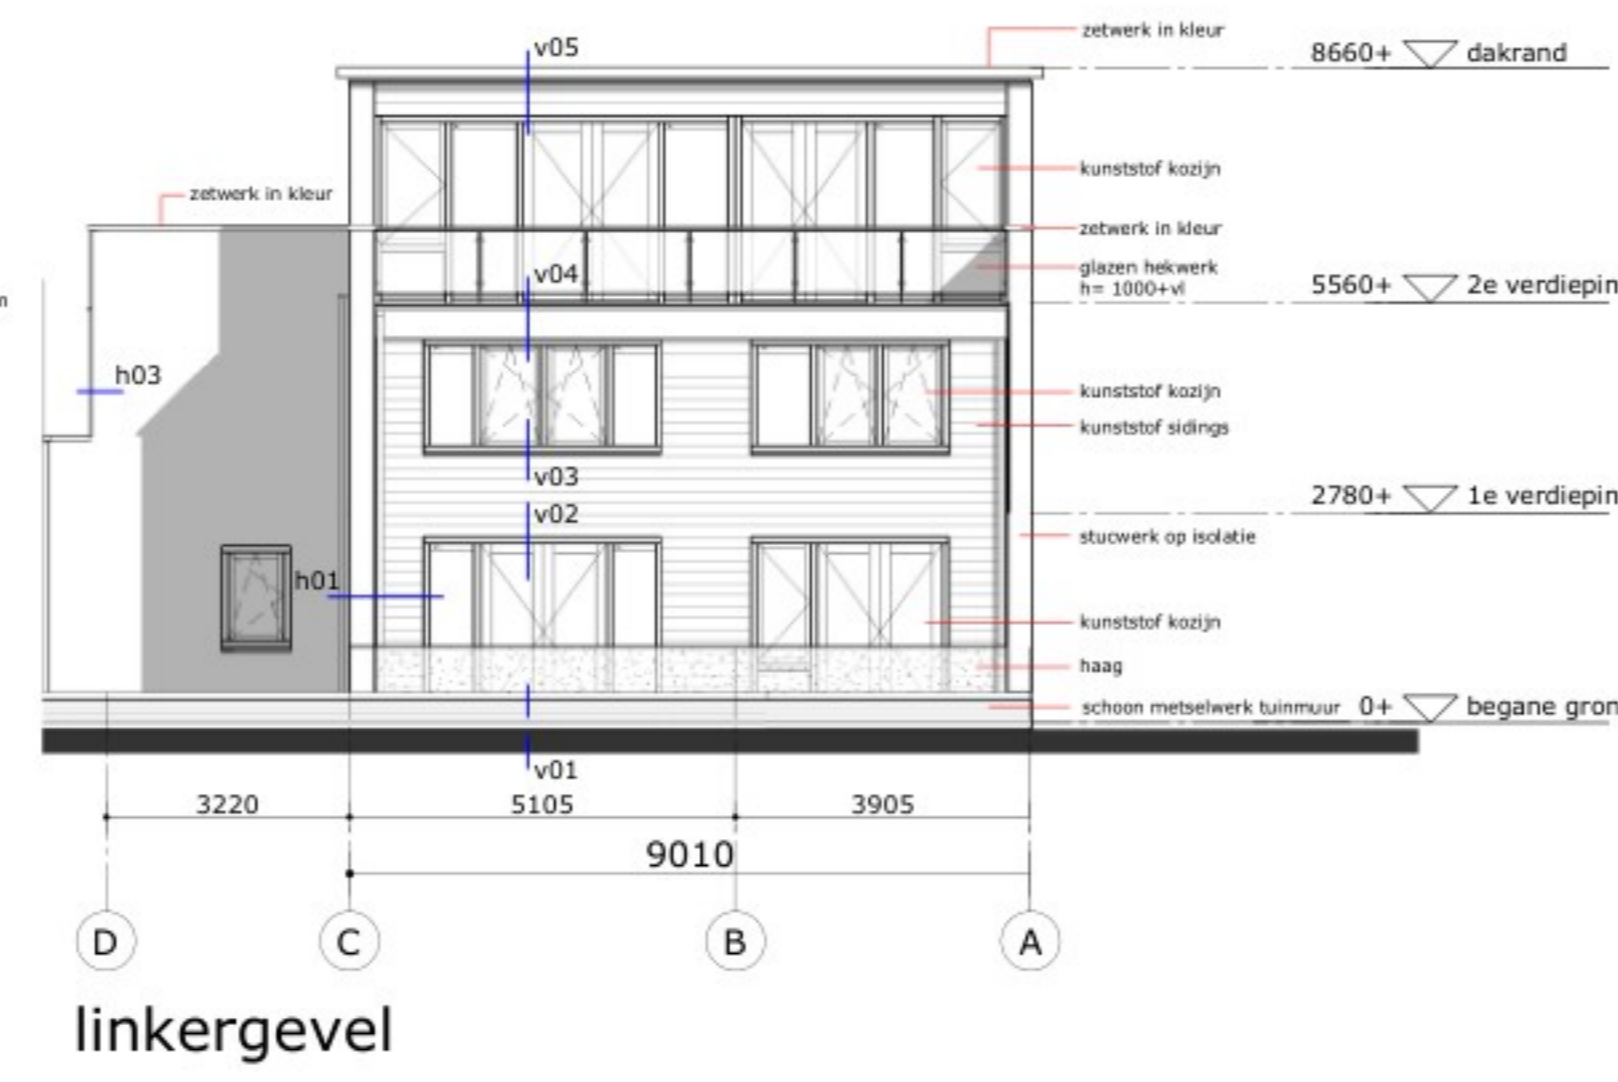 zetwerk in kleur
v05
8660+ dakrand
kunststof kozijn
zetwerk in kleur
zetwerk in kleur
glazen hekwerk
h= 1000+vl
v04
5560+ 2e verdiepin
h03
kunststof kozijn
kunststof sidings
v03
2780+ 1e verdiepin
v02
stucwerk op isolatie
h01
kunststof kozijn
haag
schoon metselwerk tuinmuur 0+ begane gron
v01
3220 5105 3905
9010
D C B A
linkergevel